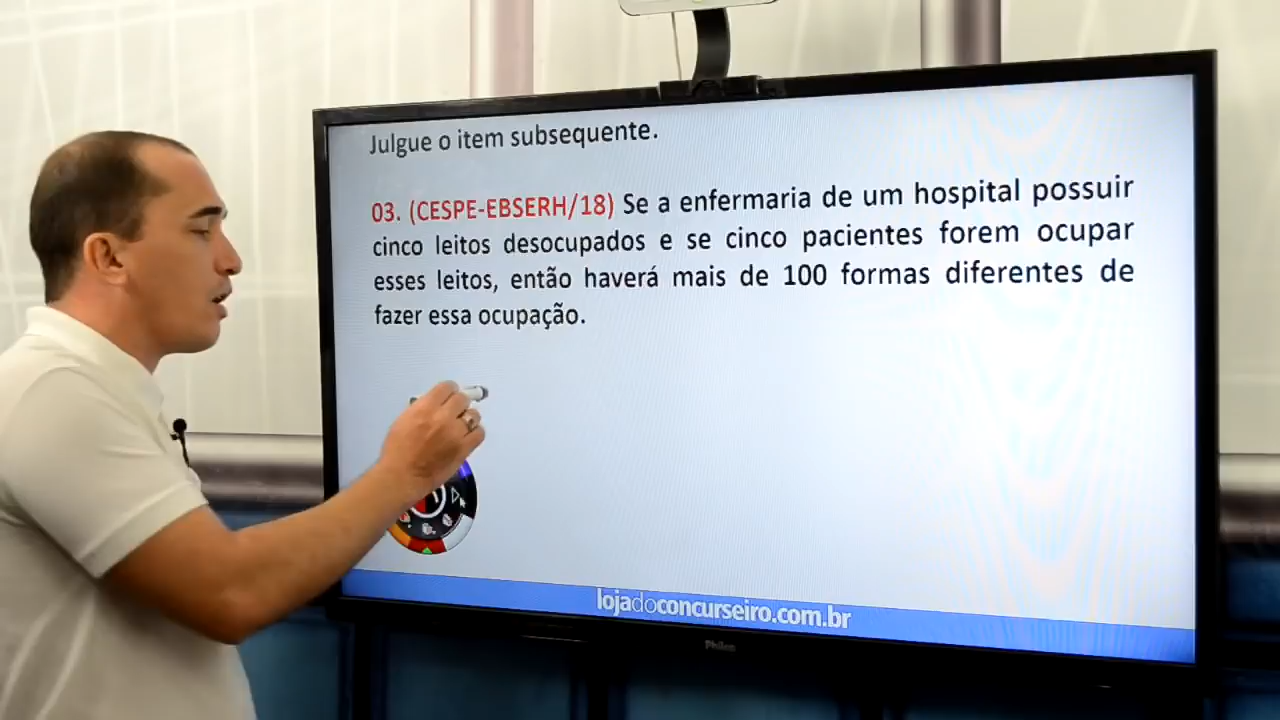 Julgue o item subsequente.
03. (CESPE-EBSERH/18) Se a enfermaria de um hospital possuir
cinco leitos desocupados e se cinco pacientes forem ocupar
esses leitos, então haverá mais de 100 formas diferentes de
fazer essa ocupação.
lojadoconcurseiro.com.br
Philco